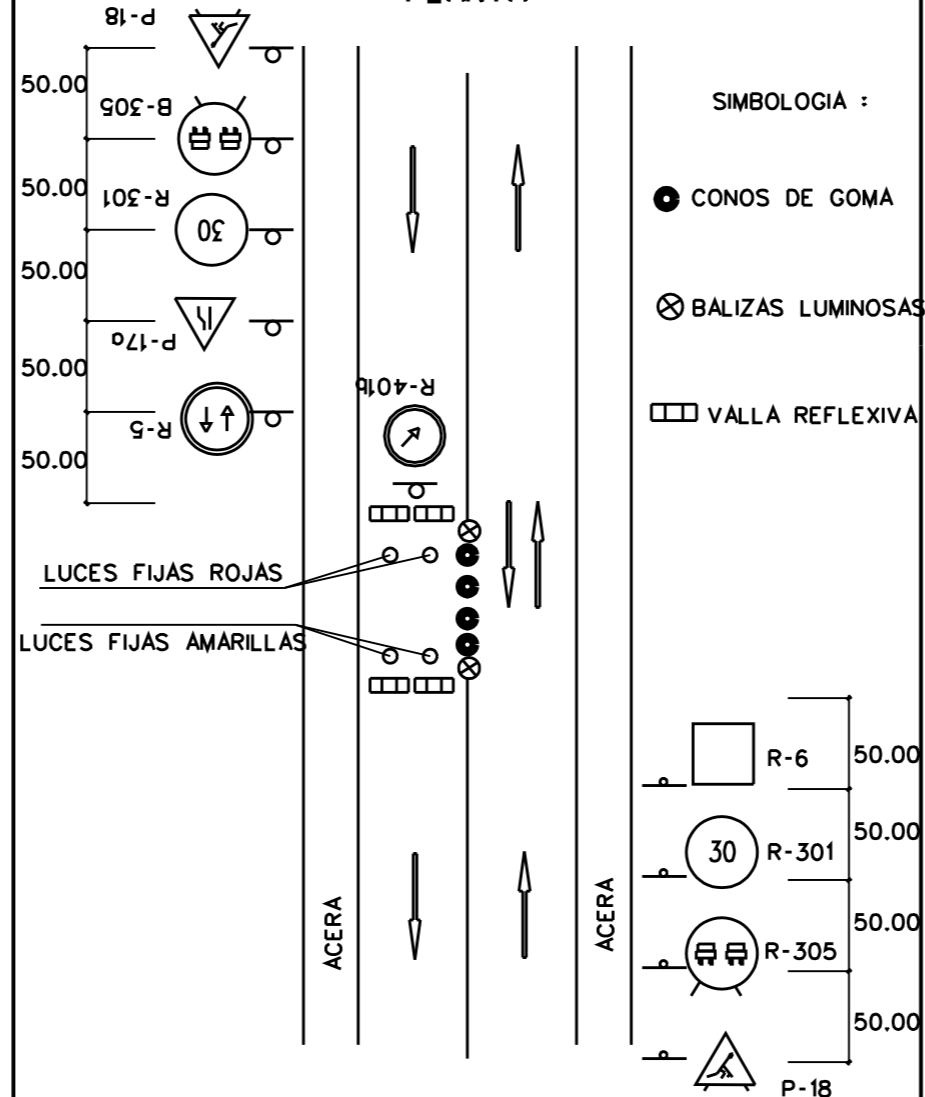 P-18
50.00
B-305
50.00
R-301
30
50.00
P-17a
50.00
R-401b
R-5
50.00
SIMBOLOGIA :
CONOS DE GOMA
BALIZAS LUMINOSAS
VALLA REFLEXIVA
LUCES FIJAS ROJAS
LUCES FIJAS AMARILLAS
R-6
50.00
50.00
30
R-301
ACERA
ACERA
50.00
R-305
50.00
P-18